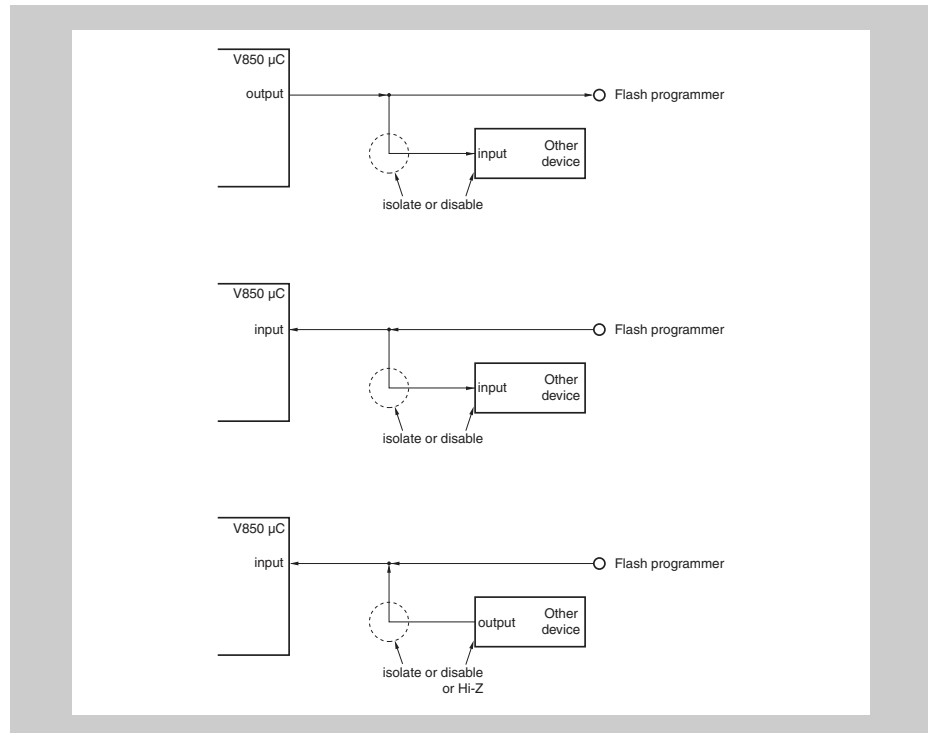 V850 µC
output
Flash programmer
input
Other
device
isolate or disable
V850 µC
input
Flash programmer
input
Other
device
isolate or disable
V850 µC
input
Flash programmer
output
Other
device
isolate or disable
or Hi-Z